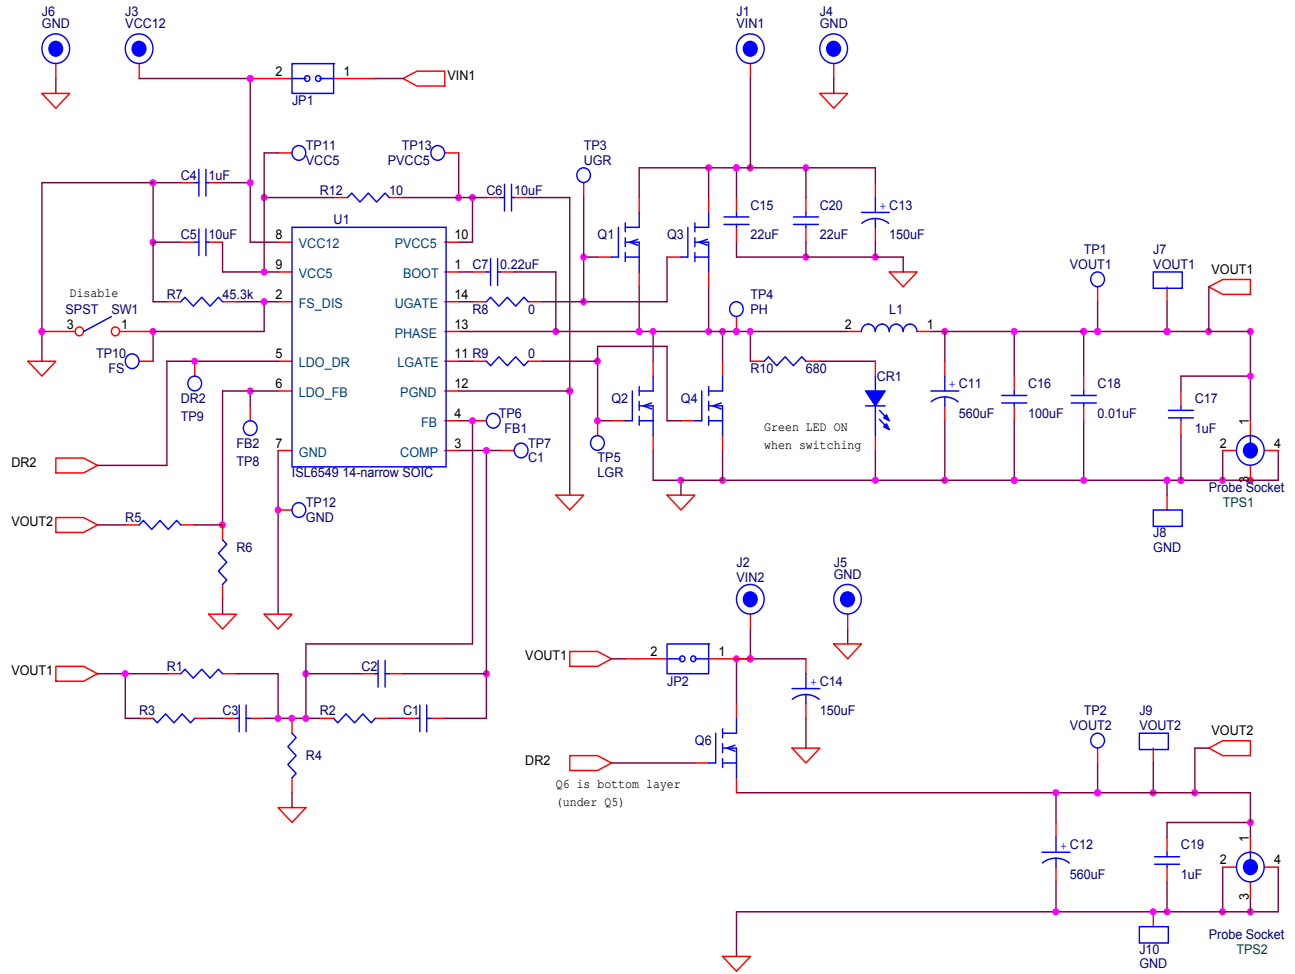 J6
GND
J3
VCC12
J1
VIN1
J4
GND
2
1
VIN1
JP1
TP11
VCC5
TP13
PVCC5
TP3
UGR
C4
1uF
R12
10
C6
10uF
C15
22uF
C20
22uF
+
C13
150uF
U1
C5
10uF
8
VCC12
PVCC5
10
Q1
Q3
9
VCC5
BOOT
1
C7
0.22uF
TP1
VOUT1
J7
VOUT1
VOUT1
Disable
SPST
SW1
3
1
R7
45.3k
2
FS_DIS
UGATE
14
R8
0
TP4
PH
PHASE
13
2
L1
1
TP10
FS
5
LDO_DR
LGATE
11
R9
0
R10
680
DR2
TP9
6
LDO_FB
PGND
12
Q2
Q4
CR1
+
C11
560uF
C16
100uF
C18
0.01uF
C17
1uF
FB2
TP8
FB
4
TP6
FB1
Green LED ON
when switching
1
2
4
3
DR2
7
GND
COMP
3
TP7
C1
TP5
LGR
ISL6549 14-narrow SOIC
Probe Socket
TPS1
TP12
GND
VOUT2
R5
R6
J8
GND
J2
VIN2
J5
GND
VOUT1
R1
C2
VOUT1
2
1
JP2
+
C14
150uF
R3
C3
R2
C1
R4
Q6
DR2
Q6 is bottom layer
(under Q5)
TP2
VOUT2
J9
VOUT2
VOUT2
+
C12
560uF
C19
1uF
1
2
4
3
J10
GND
Probe Socket
TPS2